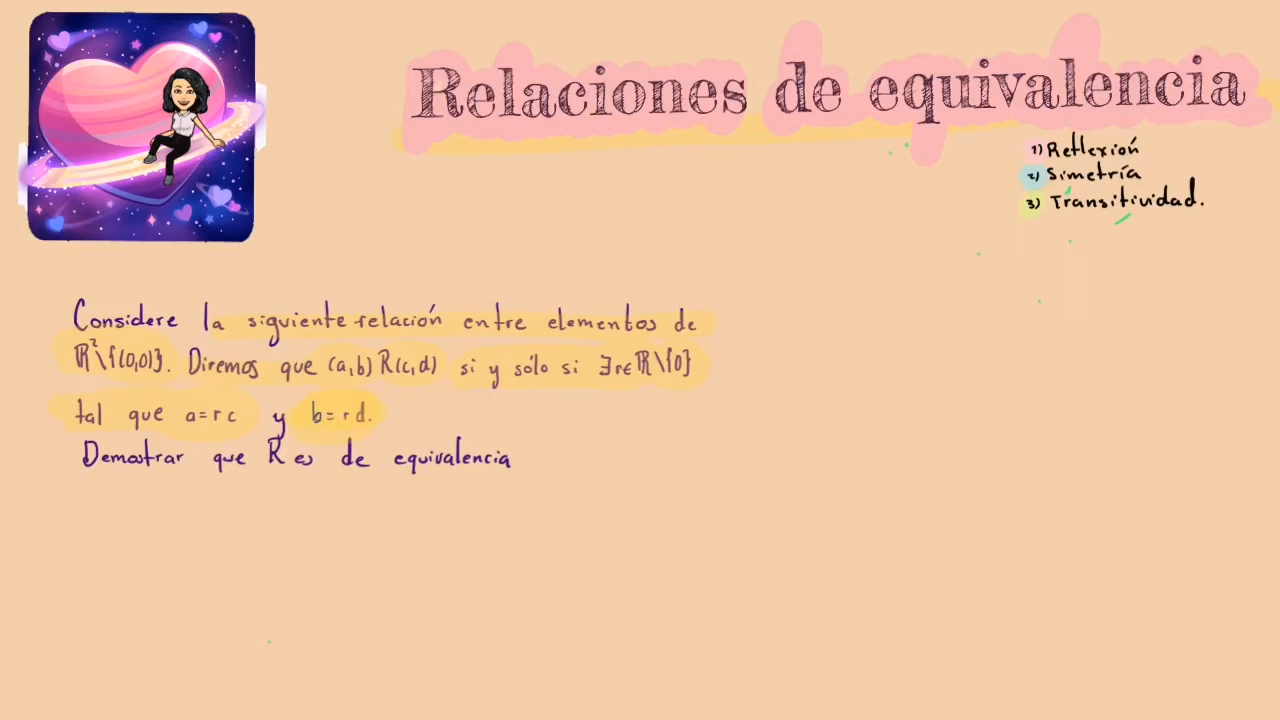 Relaciones de equivalencia
1) Reflexión
2) Simetría
3) Transitividad.
Considere la siguiente relación entre elementos de
ℝ²\{(0,0)}. Diremos que (a,b) R (c,d) si y sólo si ∃r∈ℝ\{0}
tal que a=rc y b=rd.
Demostrar que R es de equivalencia